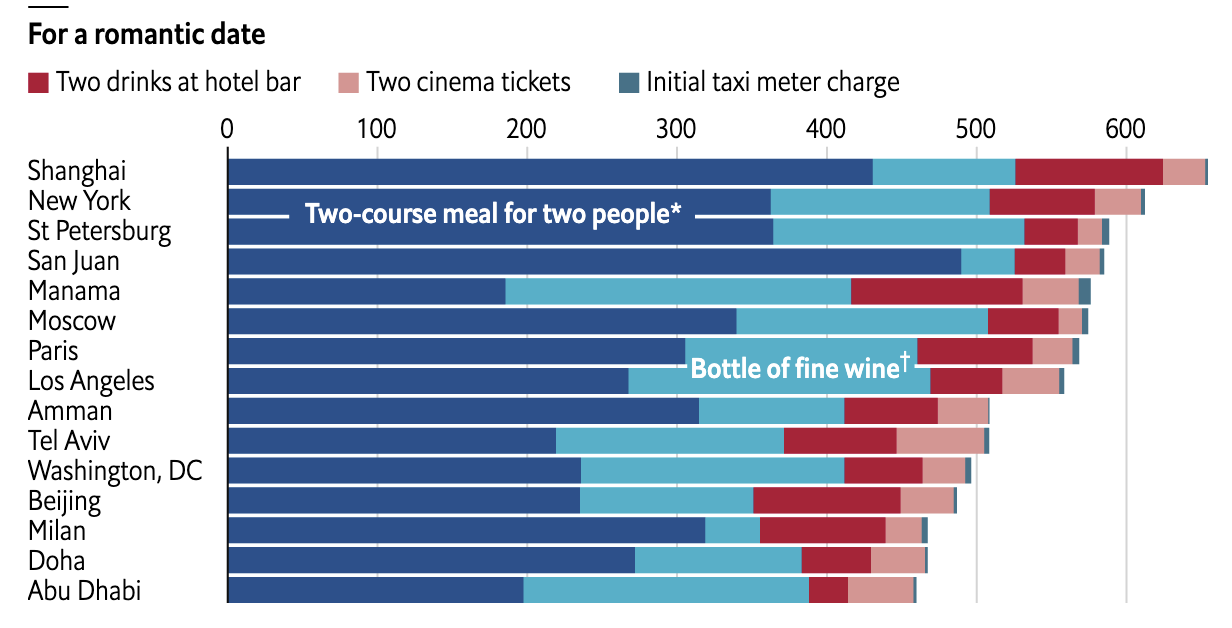 For a romantic date
Two drinks at hotel bar Two cinema tickets Initial taxi meter charge
0 100 200 300 400 500 600
Shanghai
New York
Two-course meal for two people*
St Petersburg
San Juan
Manama
Moscow
Paris
Bottle of fine wine†
Los Angeles
Amman
Tel Aviv
Washington, DC
Beijing
Milan
Doha
Abu Dhabi